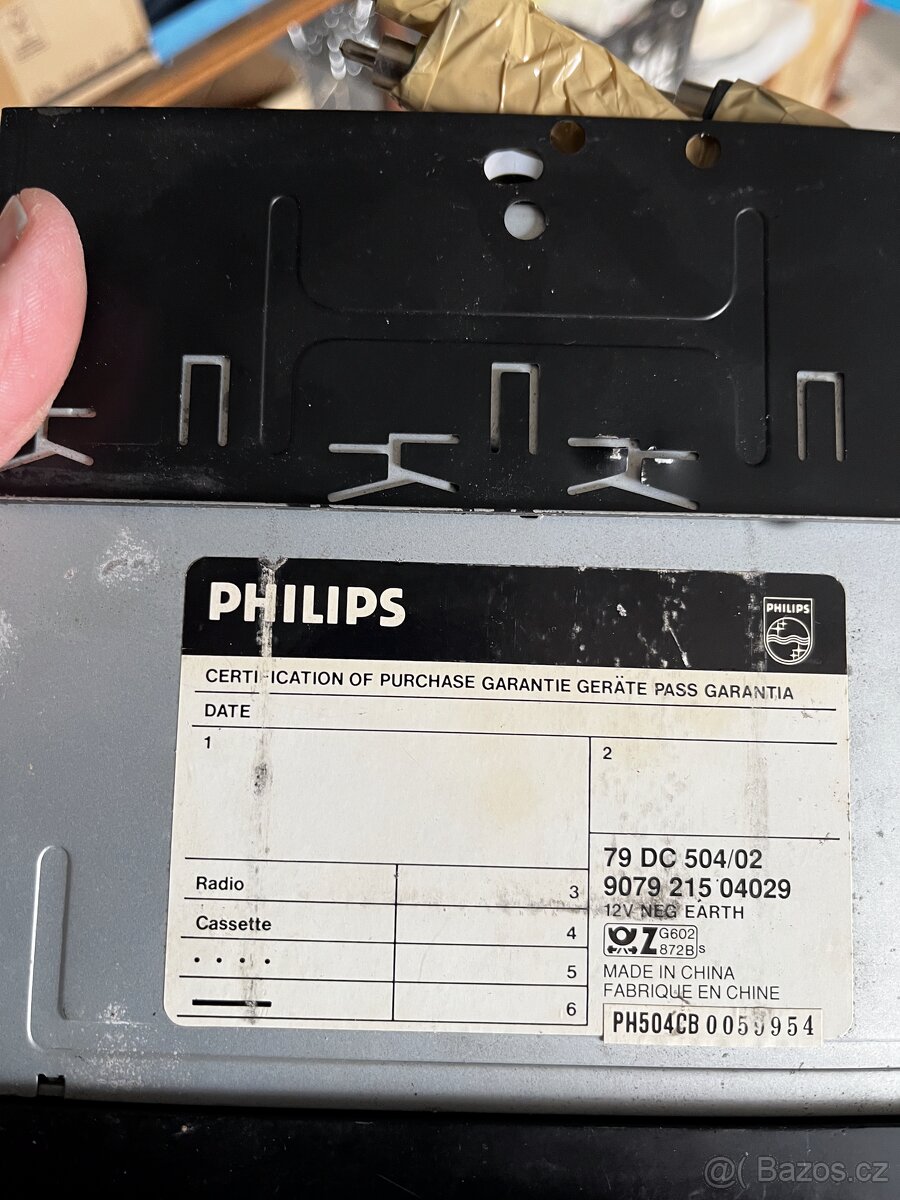 PHILIPS
PHILIPS
CERTIFICATION OF PURCHASE GARANTIE GERÄTE PASS GARANTIA
DATE
1
2
79 DC 504/02
9079 215 04029
12V NEG EARTH
Z G602
872B s
MADE IN CHINA
FABRIQUE EN CHINE
PH504CB 0059954
Radio 3
Cassette 4
5
6
@( Bazos.cz